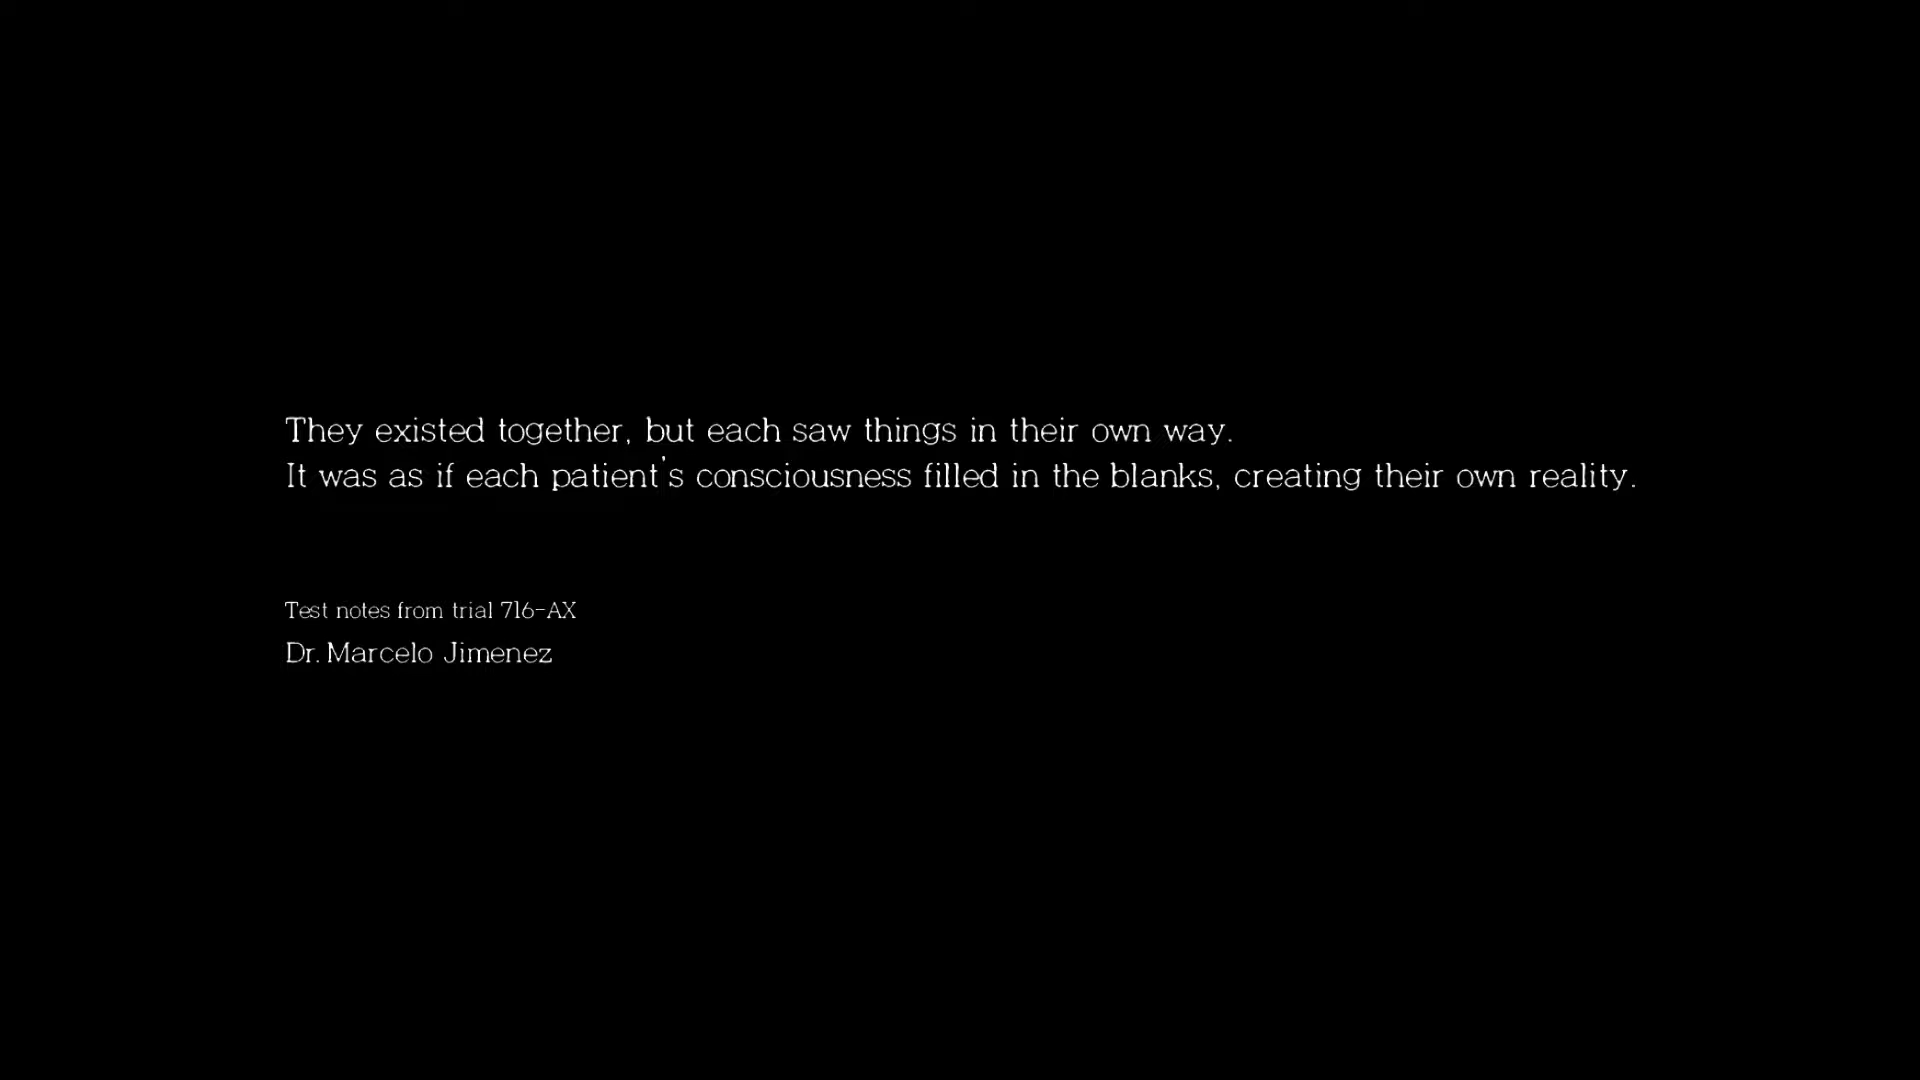 They existed together, but each saw things in their own way.
It was as if each patient's consciousness filled in the blanks, creating their own reality.
Test notes from trial 716-AX
Dr. Marcelo Jimenez